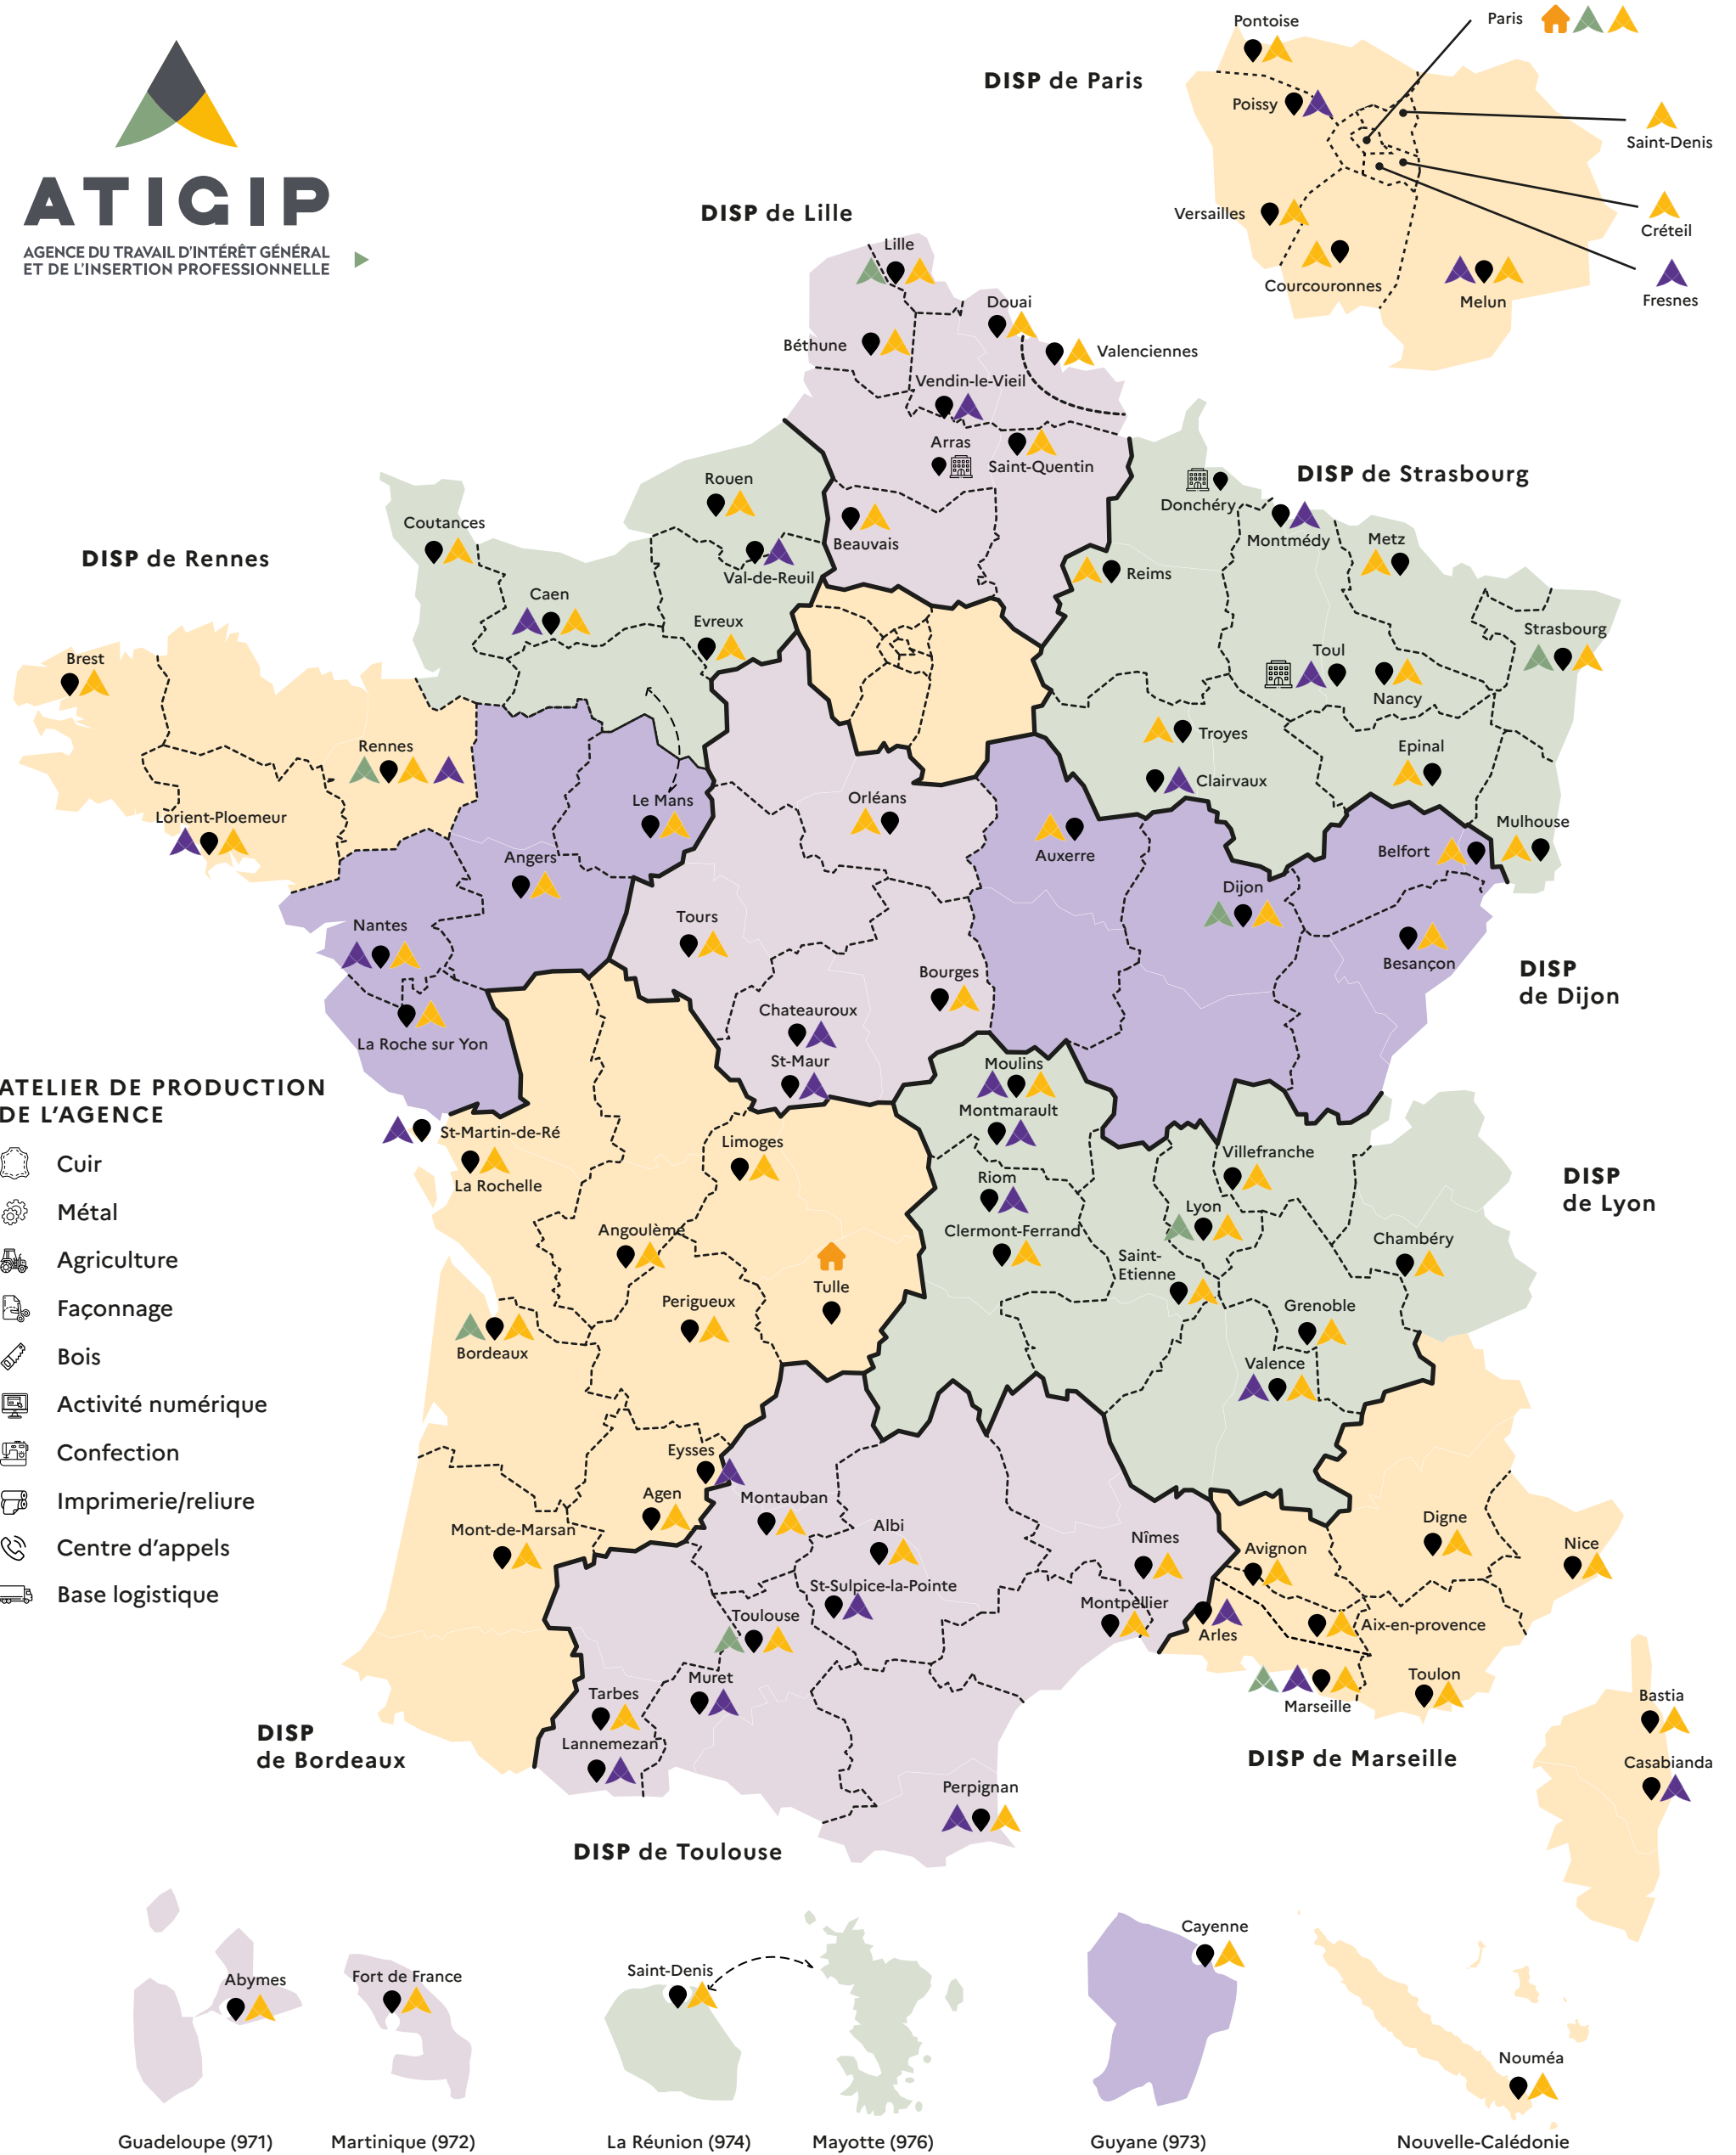 Pontoise
Paris
DISP de Paris
Poissy
Saint-Denis
Versailles
Créteil
Courcouronnes
Melun
Fresnes
ATIGIP
AGENCE DU TRAVAIL D'INTÉRÊT GÉNÉRAL
ET DE L'INSERTION PROFESSIONNELLE
DISP de Lille
Lille
Douai
Béthune
Valenciennes
Vendin-le-Vieil
Arras
Saint-Quentin
Beauvais
DISP de Strasbourg
Donchéry
Montmédy
Metz
Reims
Strasbourg
Toul
Nancy
Troyes
Epinal
Clairvaux
Mulhouse
DISP de Rennes
Rouen
Coutances
Val-de-Reuil
Caen
Evreux
Brest
Rennes
Lorient-Ploemeur
Le Mans
Angers
Nantes
La Roche sur Yon
Orléans
Tours
Bourges
Chateauroux
St-Maur
Auxerre
Belfort
Dijon
Besançon
DISP
de Dijon
ATELIER DE PRODUCTION
DE L'AGENCE
Cuir
Métal
Agriculture
Façonnage
Bois
Activité numérique
Confection
Imprimerie/reliure
Centre d'appels
Base logistique
St-Martin-de-Ré
La Rochelle
Limoges
Angoulème
Tulle
Perigueux
Bordeaux
Eysses
Agen
Mont-de-Marsan
DISP
de Bordeaux
Moulins
Montmarault
Riom
Clermont-Ferrand
Villefranche
Lyon
Saint-
Etienne
Chambéry
Grenoble
Valence
DISP
de Lyon
Montauban
Albi
Nîmes
St-Sulpice-la-Pointe
Toulouse
Montpellier
Muret
Tarbes
Lannemezan
Perpignan
DISP de Toulouse
Digne
Nice
Avignon
Arles
Aix-en-provence
Marseille
Toulon
DISP de Marseille
Bastia
Casabianda
Abymes
Fort de France
Saint-Denis
Cayenne
Nouméa
Guadeloupe (971)
Martinique (972)
La Réunion (974)
Mayotte (976)
Guyane (973)
Nouvelle-Calédonie